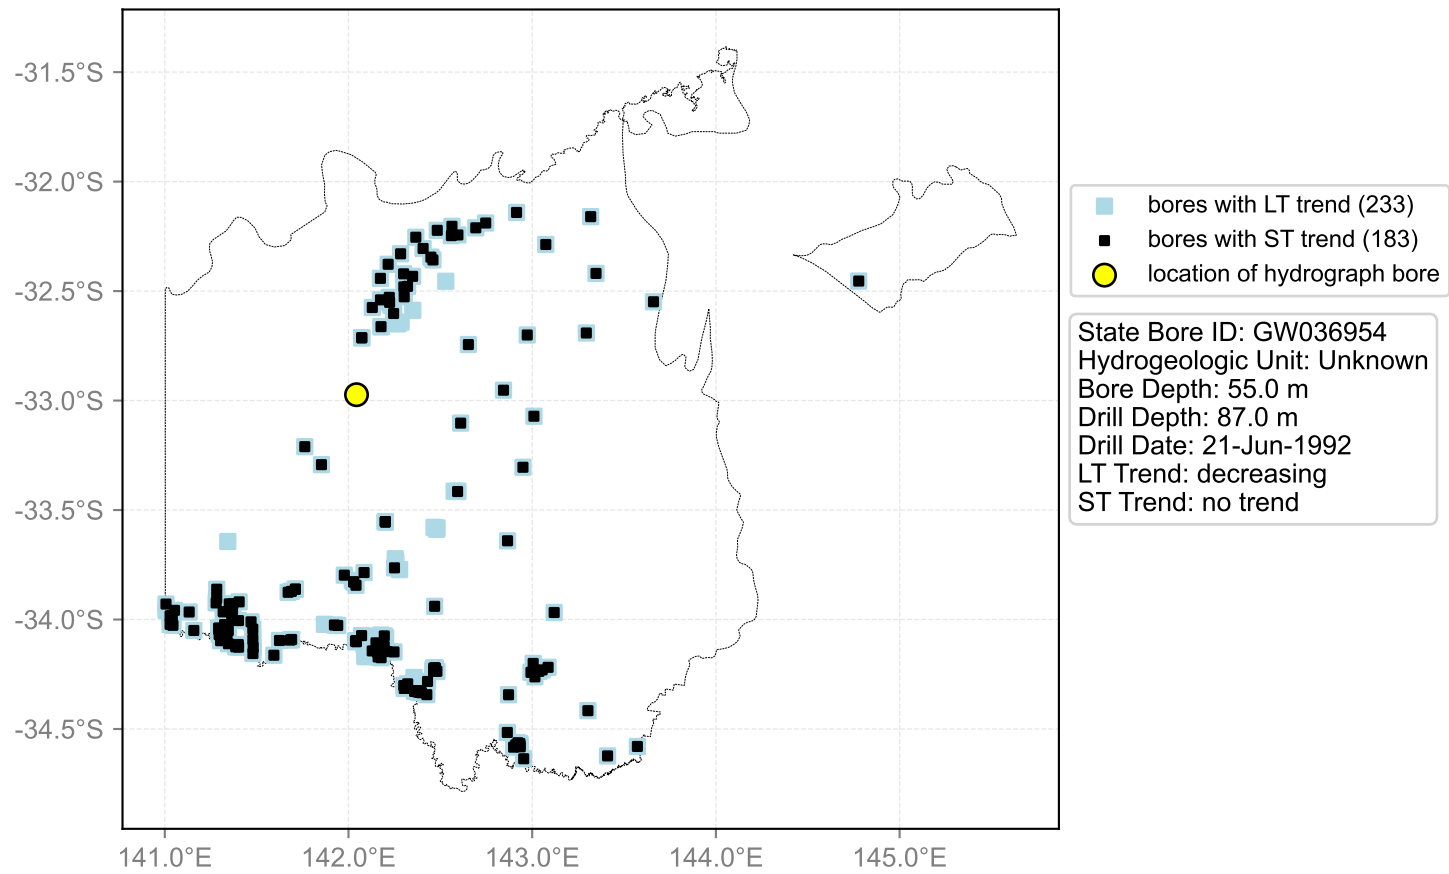 -31.5°S
-32.0°S
-32.5°S
-33.0°S
-33.5°S
-34.0°S
-34.5°S
141.0°E
142.0°E
143.0°E
144.0°E
145.0°E
bores with LT trend (233)
bores with ST trend (183)
location of hydrograph bore
State Bore ID: GW036954
Hydrogeologic Unit: Unknown
Bore Depth: 55.0 m
Drill Depth: 87.0 m
Drill Date: 21-Jun-1992
LT Trend: decreasing
ST Trend: no trend